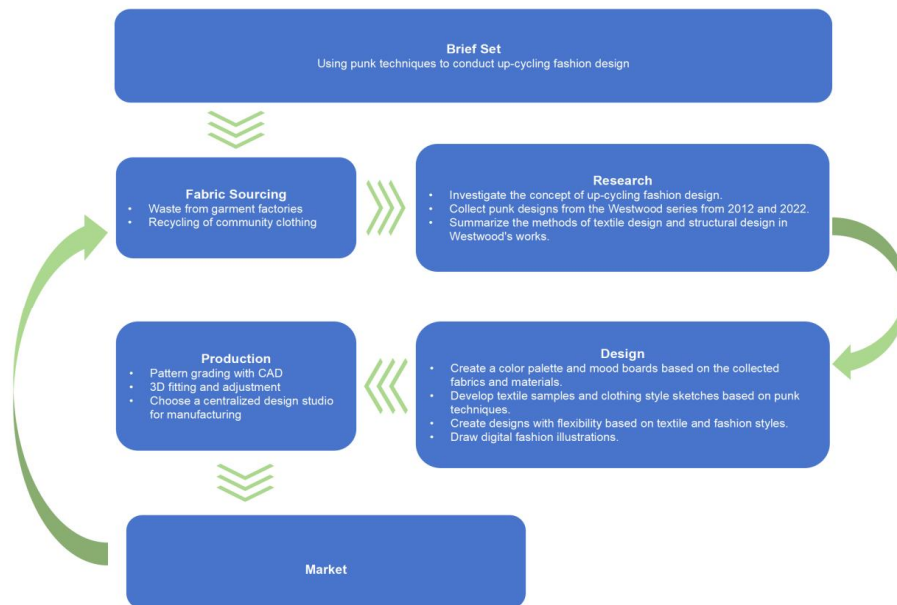 Brief Set
Using punk techniques to conduct up-cycling fashion design
Fabric Sourcing
• Waste from garment factories
• Recycling of community clothing
Research
• Investigate the concept of up-cycling fashion design.
• Collect punk designs from the Westwood series from 2012 and 2022.
• Summarize the methods of textile design and structural design in
Westwood's works.
Production
• Pattern grading with CAD
• 3D fitting and adjustment
• Choose a centralized design studio
for manufacturing
Design
• Create a color palette and mood boards based on the collected
fabrics and materials.
• Develop textile samples and clothing style sketches based on punk
techniques.
• Create designs with flexibility based on textile and fashion styles.
• Draw digital fashion illustrations.
Market